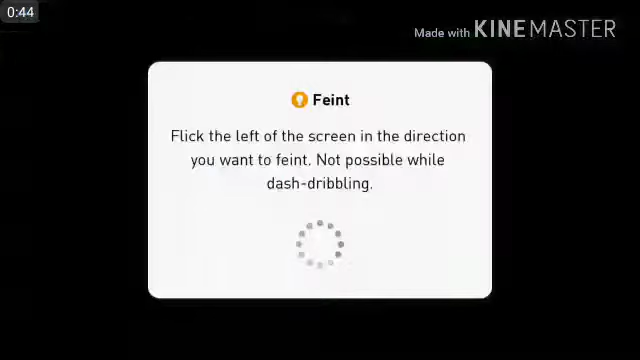 0:44
Made with KINEMASTER
Feint
Flick the left of the screen in the direction
you want to feint. Not possible while
dash-dribbling.